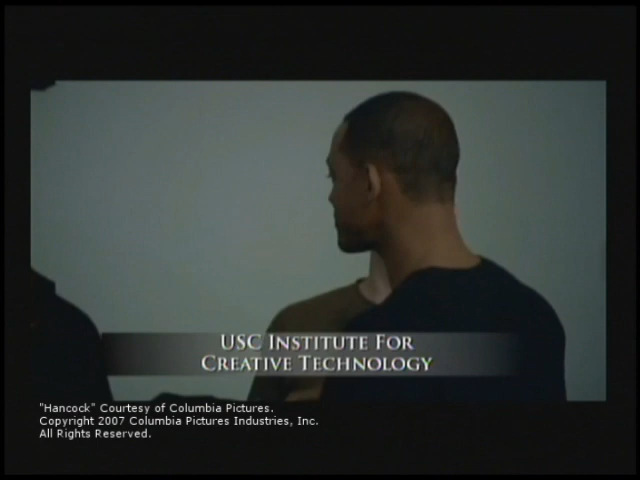 USC Institute For
Creative Technology
"Hancock" Courtesy of Columbia Pictures.
Copyright 2007 Columbia Pictures Industries, Inc.
All Rights Reserved.